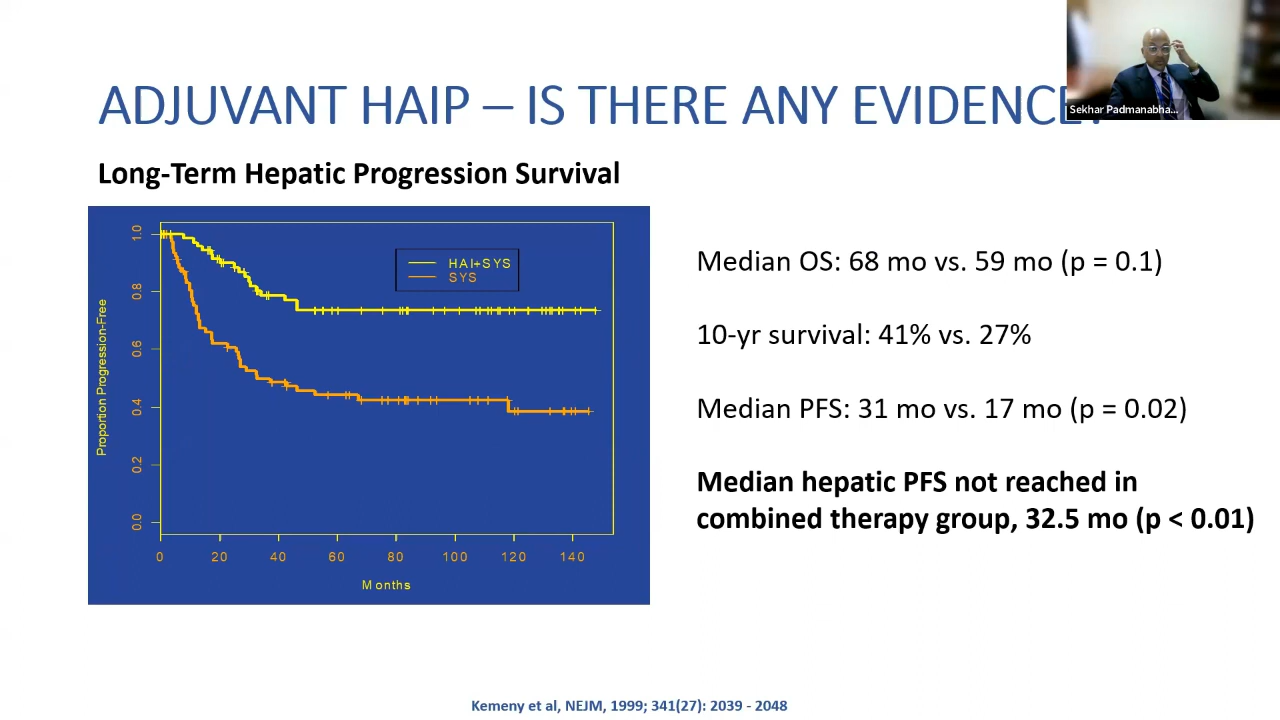 ADJUVANT HAIP – IS THERE ANY EVIDENCE?
Sekhar Padmanabha...
Long-Term Hepatic Progression Survival
Proportion Progression-Free
1.0
0.8
0.6
0.4
0.2
0.0
HAI+SYS
SYS
0 20 40 60 80 100 120 140
Months
Median OS: 68 mo vs. 59 mo (p = 0.1)
10-yr survival: 41% vs. 27%
Median PFS: 31 mo vs. 17 mo (p = 0.02)
Median hepatic PFS not reached in
combined therapy group, 32.5 mo (p < 0.01)
Kemeny et al, NEJM, 1999; 341(27): 2039 - 2048